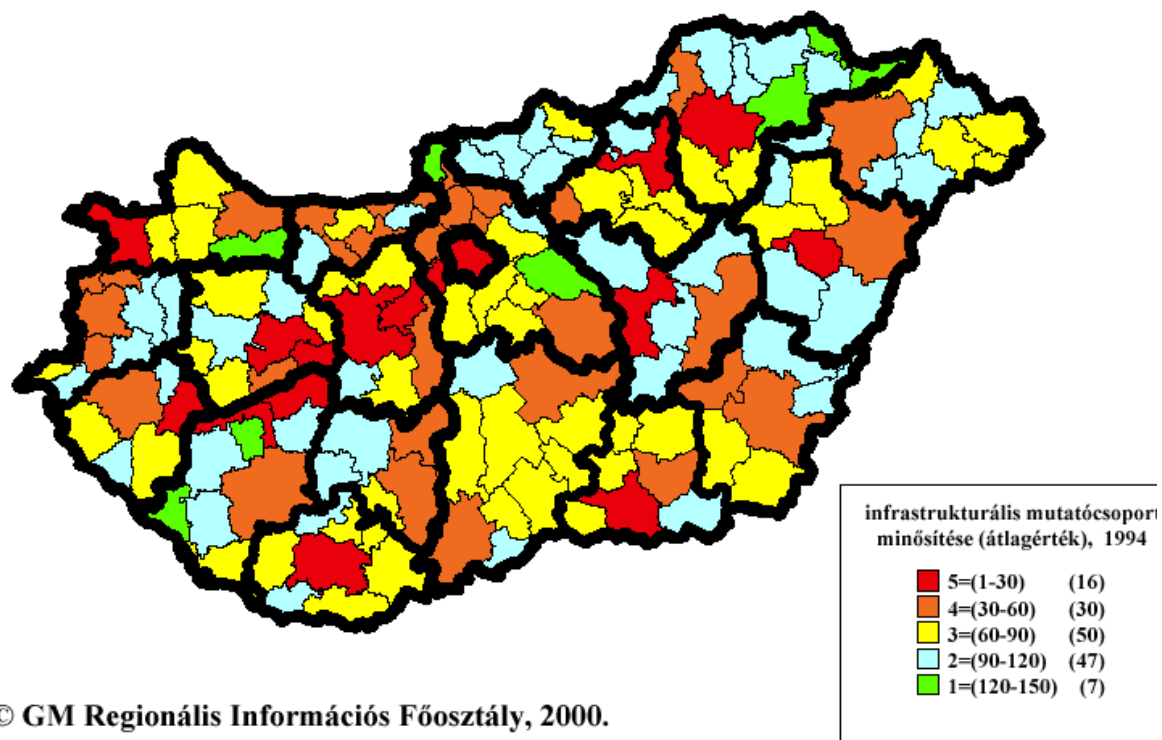 infrastrukturális mutatócsoport
minősítése (átlagérték), 1994
5=(1-30) (16)
4=(30-60) (30)
3=(60-90) (50)
2=(90-120) (47)
1=(120-150) (7)
© GM Regionális Információs Főosztály, 2000.